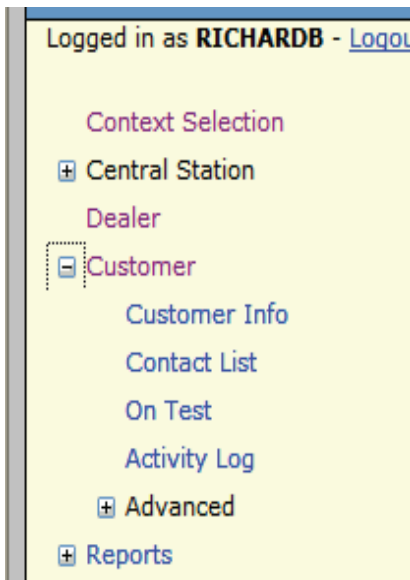 Logged in as RICHARDB - Logou
Context Selection
Central Station
Dealer
Customer
Customer Info
Contact List
On Test
Activity Log
Advanced
Reports